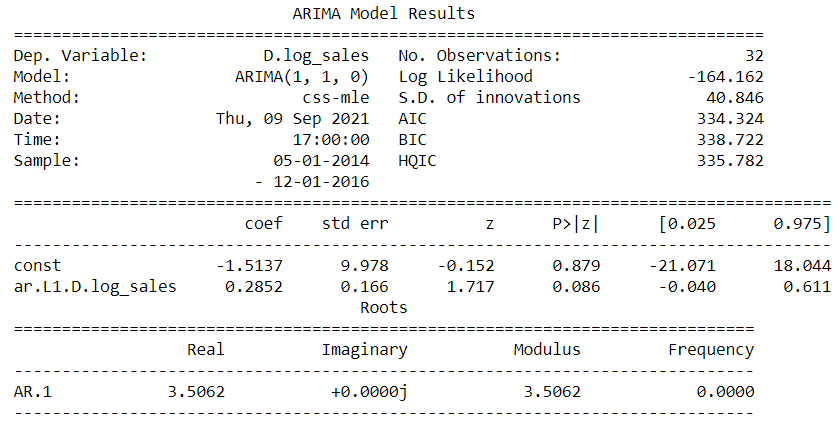 ARIMA Model Results
==============================================================================
Dep. Variable: D.log_sales No. Observations: 32
Model: ARIMA(1, 1, 0) Log Likelihood -164.162
Method: css-mle S.D. of innovations 40.846
Date: Thu, 09 Sep 2021 AIC 334.324
Time: 17:00:00 BIC 338.722
Sample: 05-01-2014 HQIC 335.782
- 12-01-2016
=====================================================================================
coef std err z P>|z| [0.025 0.975]
-------------------------------------------------------------------------------------
const -1.5137 9.978 -0.152 0.879 -21.071 18.044
ar.L1.D.log_sales 0.2852 0.166 1.717 0.086 -0.040 0.611
Roots
=============================================================================
Real Imaginary Modulus Frequency
-----------------------------------------------------------------------------
AR.1 3.5062 +0.0000j 3.5062 0.0000
-----------------------------------------------------------------------------